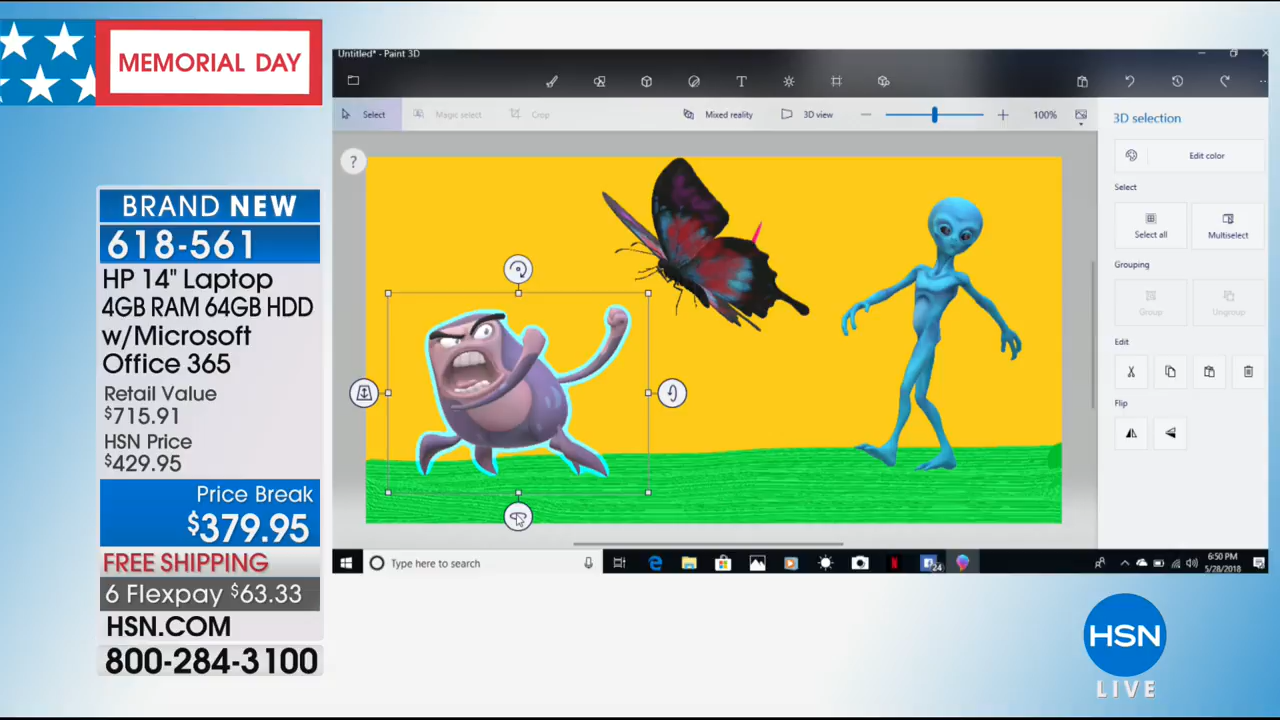 MEMORIAL DAY
BRAND NEW
618-561
HP 14" Laptop
4GB RAM 64GB HDD
w/Microsoft
Office 365
Retail Value
$715.91
HSN Price
$429.95
Price Break
$379.95
FREE SHIPPING
6 Flexpay $63.33
HSN.COM
800-284-3100
Untitled* - Paint 3D
Select Magic select Crop Mixed reality 3D view 100%
?
3D selection
Edit color
Select
Select all Multiselect
Grouping
Group Ungroup
Edit
Flip
Type here to search
24
6:50 PM
5/28/2018
HSN
LIVE